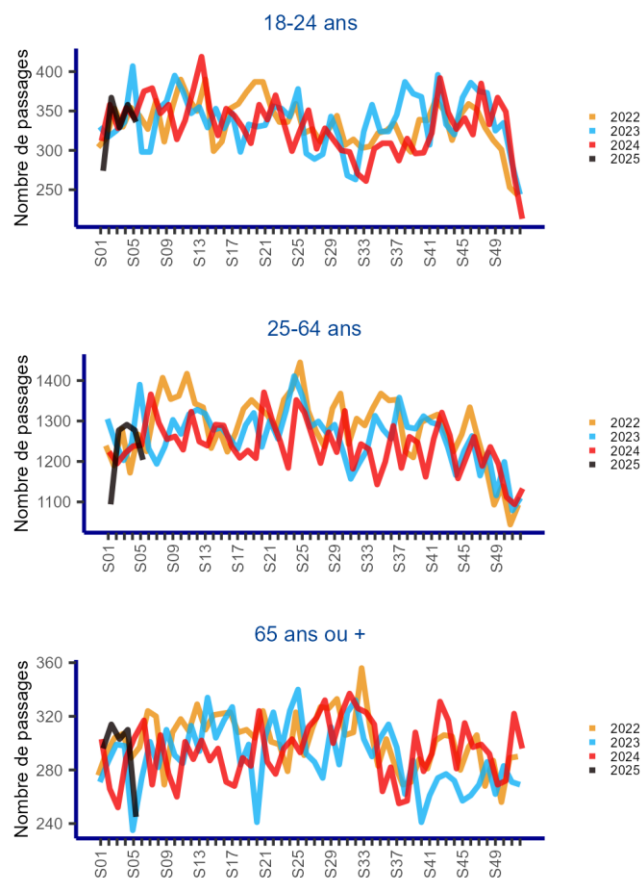 18-24 ans
Nombre de passages
400
350
300
250
S01
S05
S09
S13
S17
S21
S25
S29
S33
S37
S41
S45
S49
2022
2023
2024
2025
25-64 ans
Nombre de passages
1400
1300
1200
1100
S01
S05
S09
S13
S17
S21
S25
S29
S33
S37
S41
S45
S49
2022
2023
2024
2025
65 ans ou +
Nombre de passages
360
320
280
240
S01
S05
S09
S13
S17
S21
S25
S29
S33
S37
S41
S45
S49
2022
2023
2024
2025